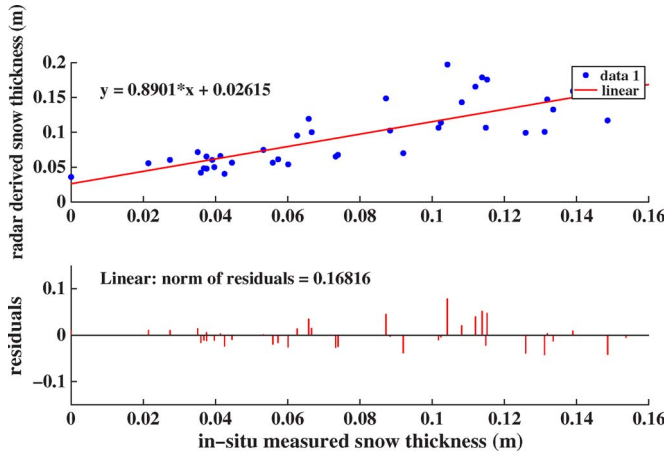 radar derived snow thickness (m)
0.2
0.15
0.1
0.05
0
y = 0.8901*x + 0.02615
data 1
linear
0 0.02 0.04 0.06 0.08 0.1 0.12 0.14 0.16
residuals
0.1
0
−0.1
Linear: norm of residuals = 0.16816
0 0.02 0.04 0.06 0.08 0.1 0.12 0.14 0.16
in-situ measured snow thickness (m)